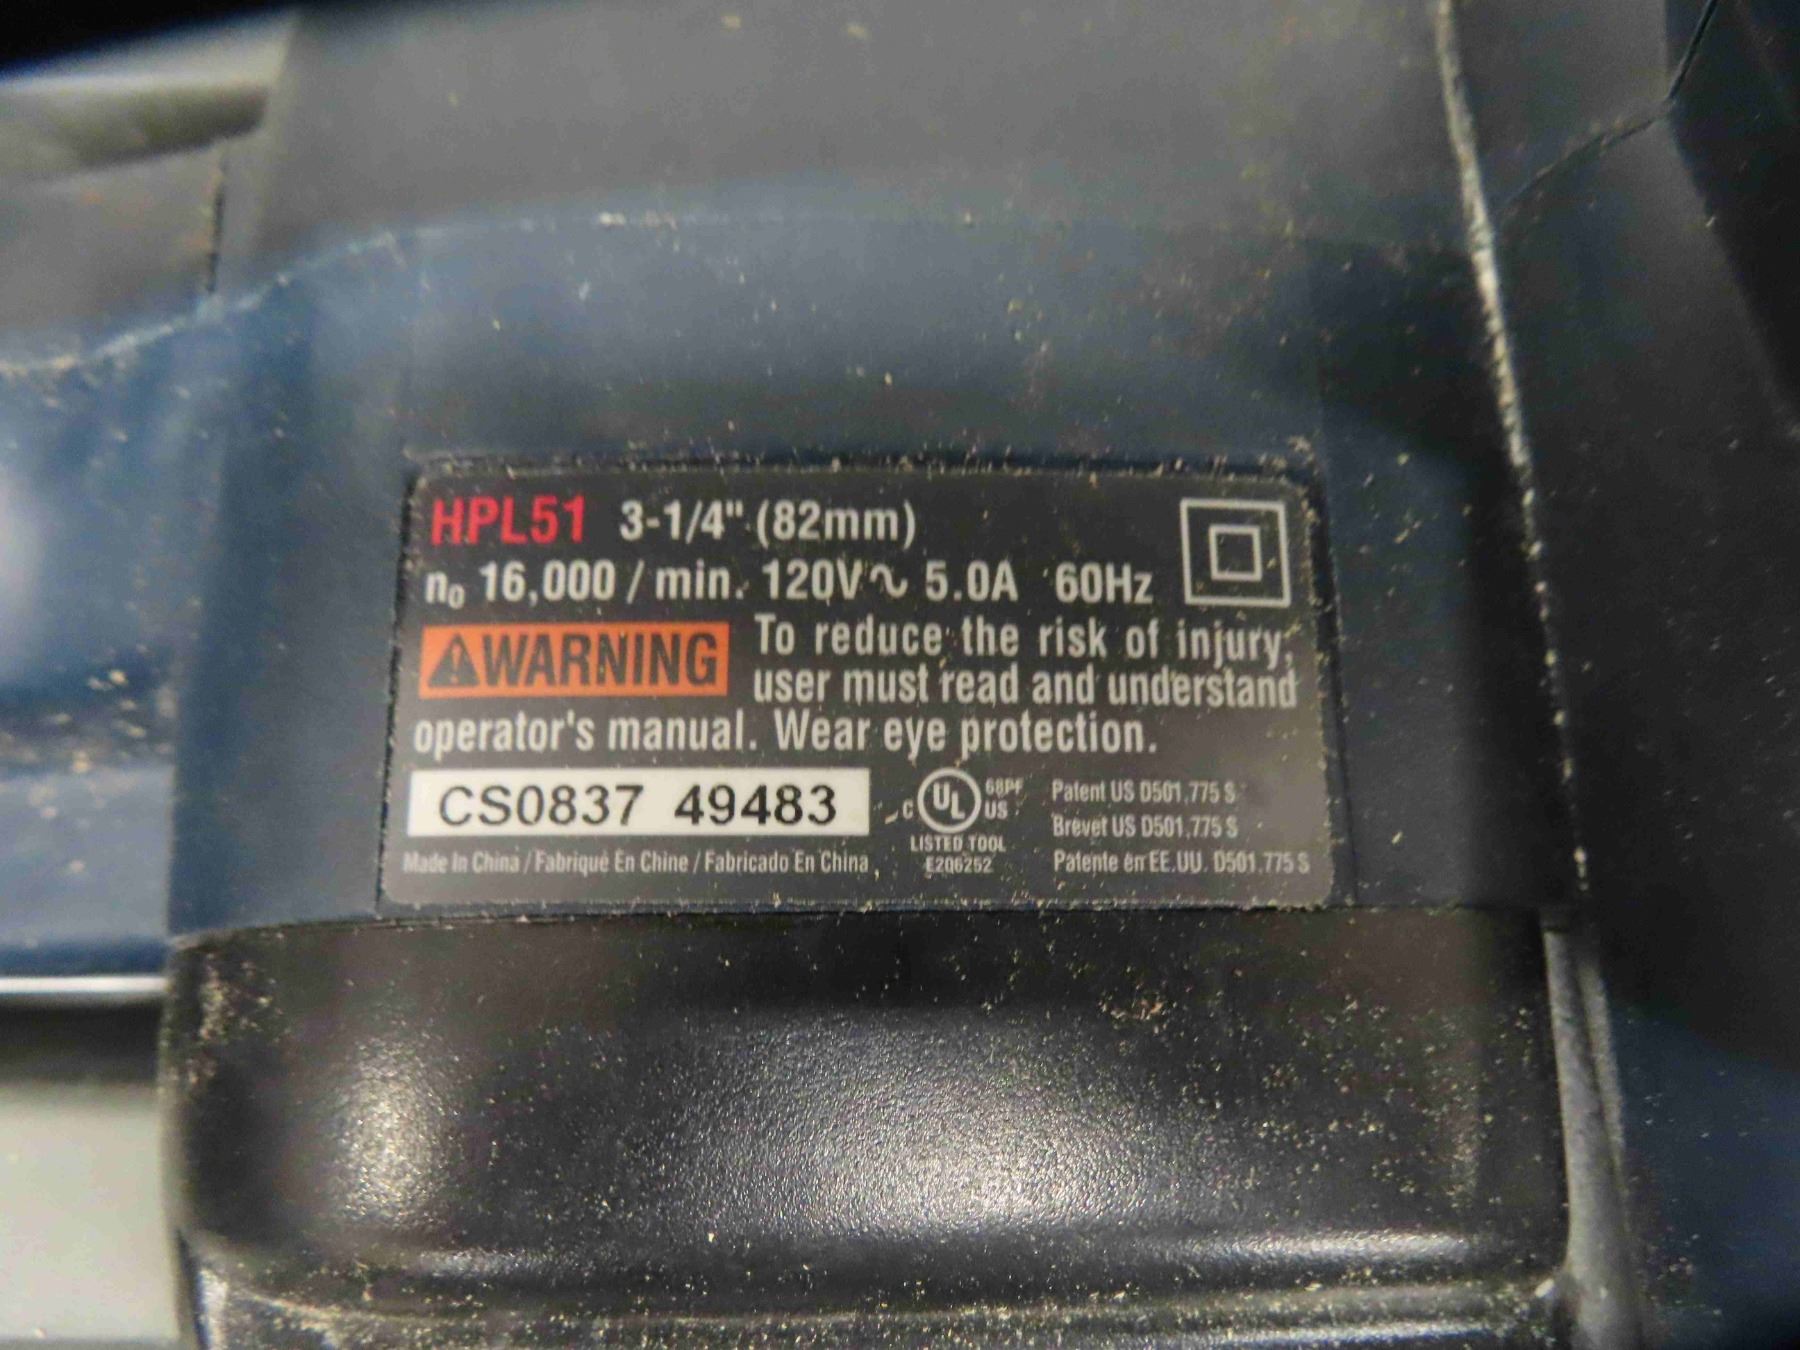 HPL51 3-1/4" (82mm)
n₀ 16,000 / min. 120V∿ 5.0A 60Hz
⚠WARNING To reduce the risk of injury,
user must read and understand
operator's manual. Wear eye protection.
CS0837 49483
C UL US 68PF
LISTED TOOL
E206252
Patent US D501,775 S
Brevet US D501,775 S
Patente en EE.UU. D501,775 S
Made In China / Fabriqué En Chine / Fabricado En China